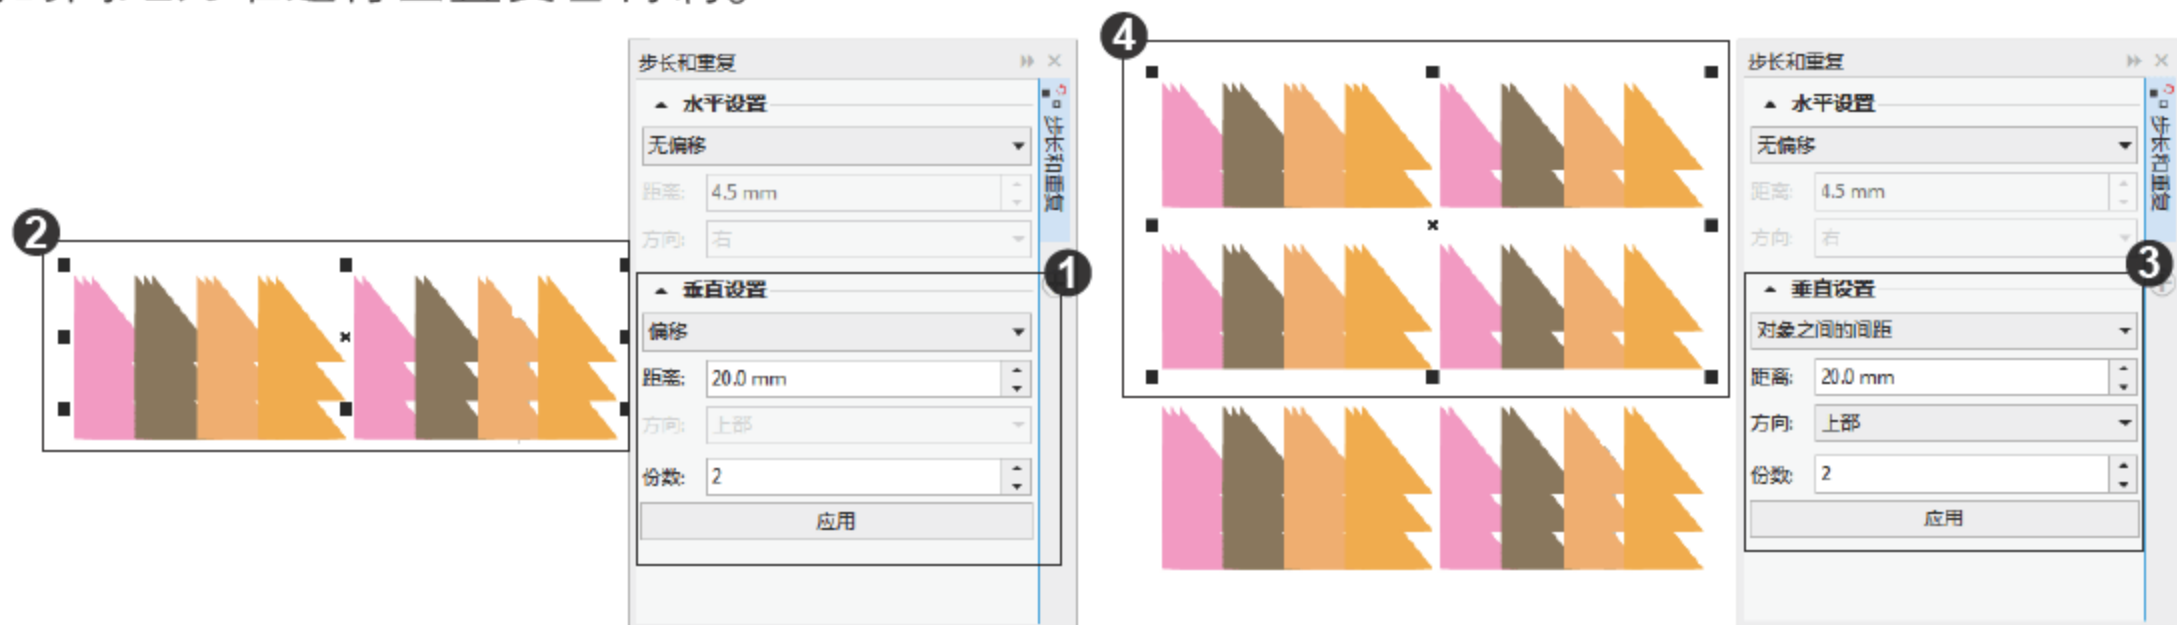 步长和重复
水平设置
无偏移
距离: 4.5 mm
方向: 右
垂直设置
偏移
距离: 20.0 mm
方向: 上部
份数: 2
应用
步长和重复
1
2
4
步长和重复
水平设置
无偏移
距离: 4.5 mm
方向: 右
垂直设置
对象之间的间距
距离: 20.0 mm
方向: 上部
份数: 2
应用
步长和重复
3